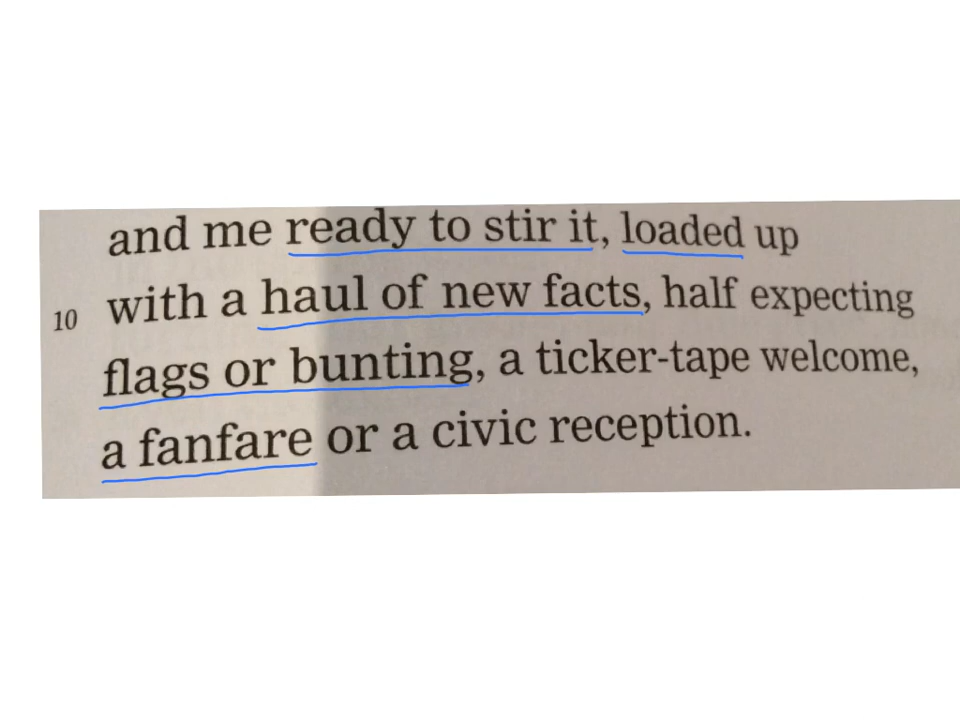 and me ready to stir it, loaded up
10 with a haul of new facts, half expecting
flags or bunting, a ticker-tape welcome,
a fanfare or a civic reception.